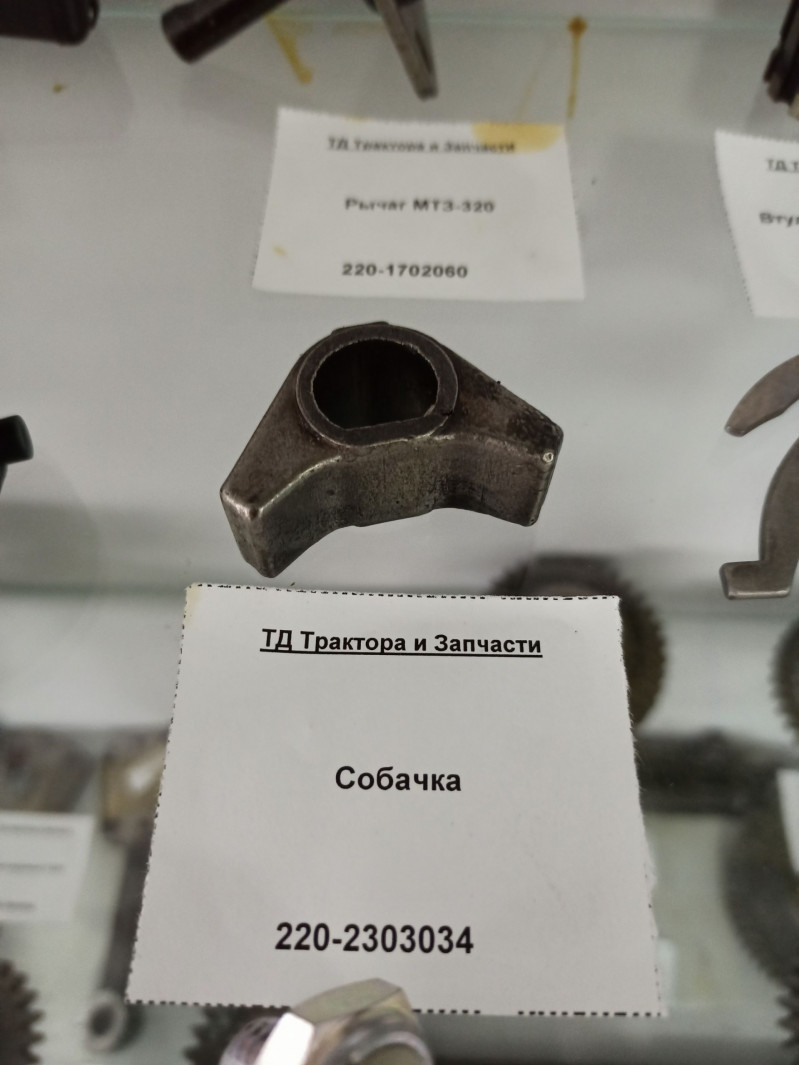 ТД Трактора и Запчасти
Рычаг МТЗ-320
220-1702060
ТД Трактора и Запчасти
Собачка
220-2303034